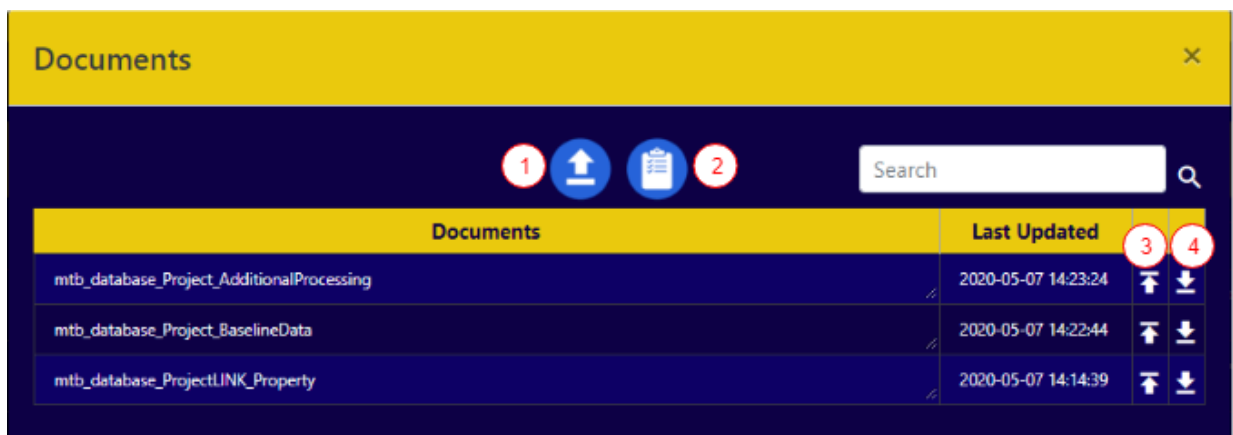 Documents
×
1
2
Search
Documents
Last Updated
3
4
mtb_database_Project_AdditionalProcessing
2020-05-07 14:23:24
mtb_database_Project_BaselineData
2020-05-07 14:22:44
mtb_database_ProjectLINK_Property
2020-05-07 14:14:39